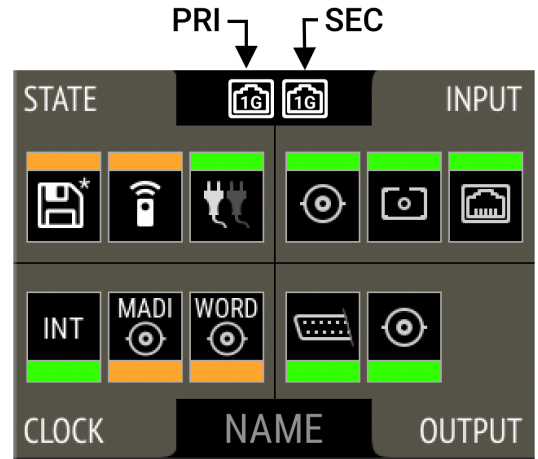 PRI SEC
STATE 1G 1G INPUT
*
INT MADI WORD
CLOCK NAME OUTPUT